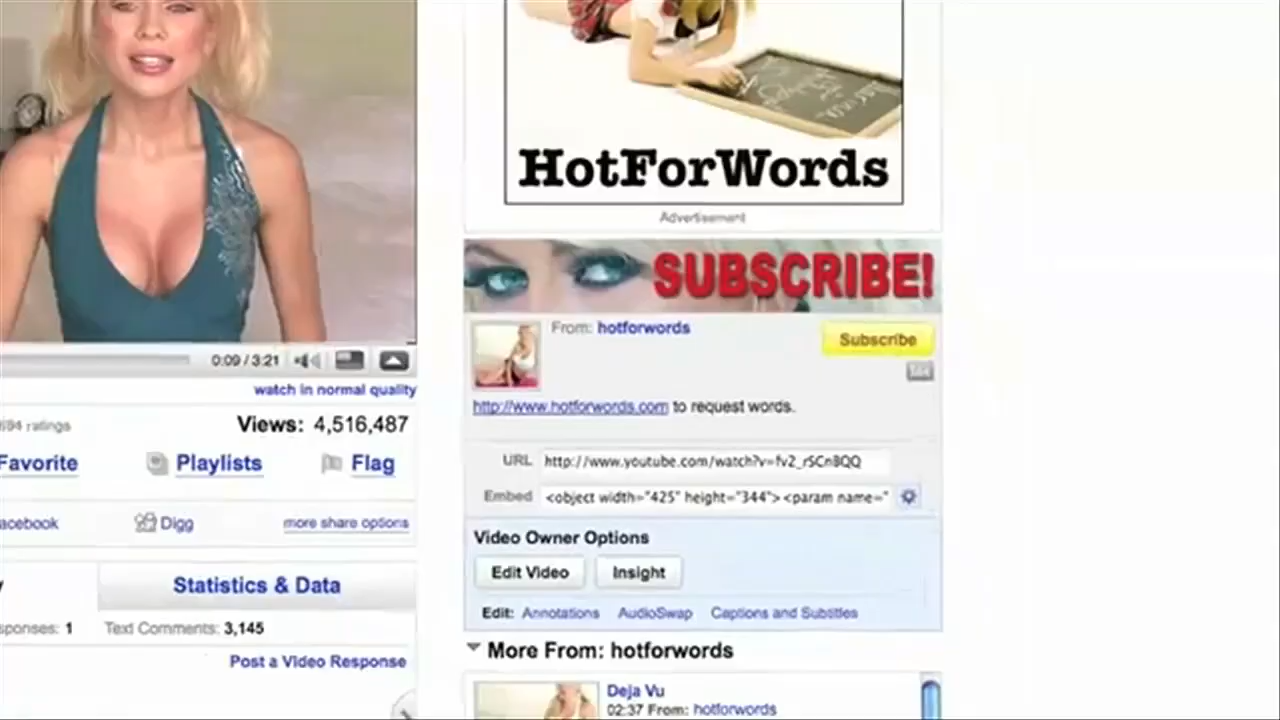 HotForWords
Advertisement
SUBSCRIBE!
From: hotforwords
Subscribe
http://www.hotforwords.com to request words.
URL http://www.youtube.com/watch?v=fv2_rSCnBQQ
Embed <object width="425" height="344"><param name="
Video Owner Options
Edit Video Insight
Edit: Annotations AudioSwap Captions and Subtitles
More From: hotforwords
Deja Vu
02:37 From: hotforwords
0:09 / 3:21
watch in normal quality
ratings
Views: 4,516,487
Favorite Playlists Flag
acebook Digg more share options
Statistics & Data
sponses: 1 Text Comments: 3,145
Post a Video Response